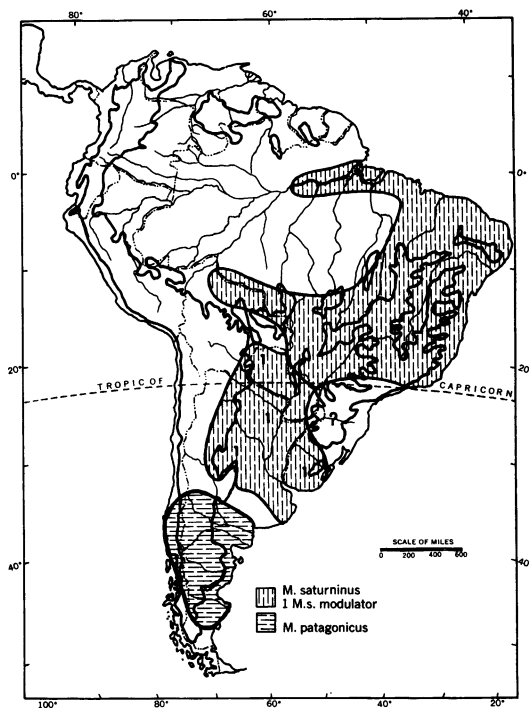 80° 60° 40°
0° 0°
TROPIC OF CAPRICORN
20° 20
SCALE OF MILES
0 200 400 600
40° 40
M. saturninus
1 M.s. modulator
M. patagonicus
100° 80° 60° 40° 20°